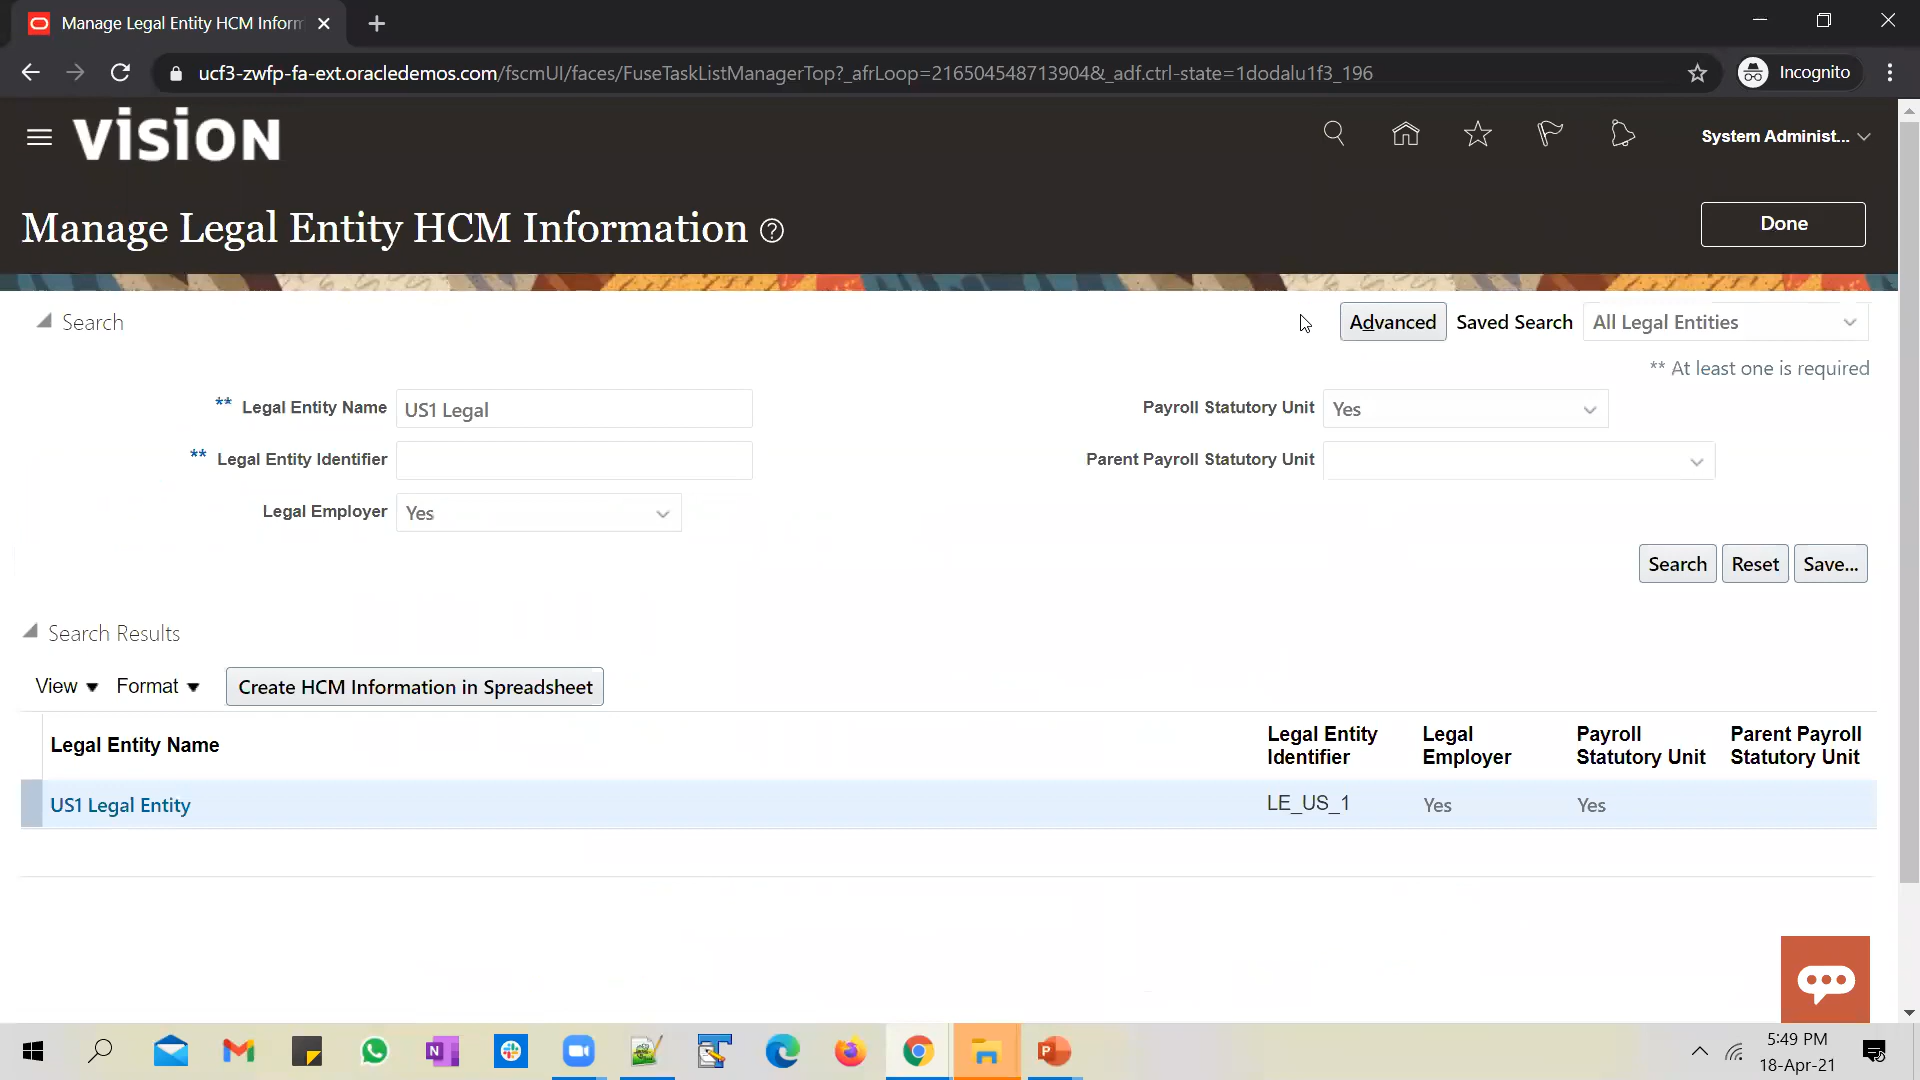 Manage Legal Entity HCM Inform
ucf3-zwfp-fa-ext.oracledemos.com/fscmUI/faces/FuseTaskListManagerTop?_afrLoop=21650454871​3904&_adf.ctrl-state=1dodalu1f3_196
Incognito
VISION
System Administ...
Manage Legal Entity HCM Information
Done
Search
Advanced Saved Search All Legal Entities
** At least one is required
** Legal Entity Name US1 Legal
Payroll Statutory Unit Yes
** Legal Entity Identifier
Parent Payroll Statutory Unit
Legal Employer Yes
Search Reset Save...
Search Results
View Format Create HCM Information in Spreadsheet
Legal Entity Name Legal Entity Identifier Legal Employer Payroll Statutory Unit Parent Payroll Statutory Unit
US1 Legal Entity LE_US_1 Yes Yes
5:49 PM
18-Apr-21